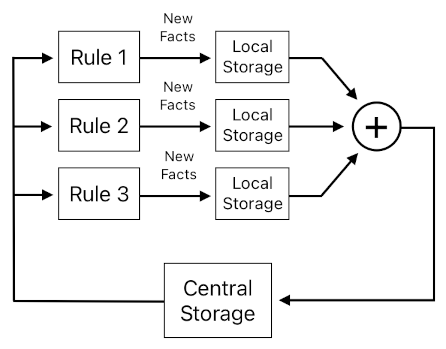 New
Facts
Rule 1
Local
Storage
New
Facts
Rule 2
Local
Storage
+
New
Facts
Rule 3
Local
Storage
Central
Storage